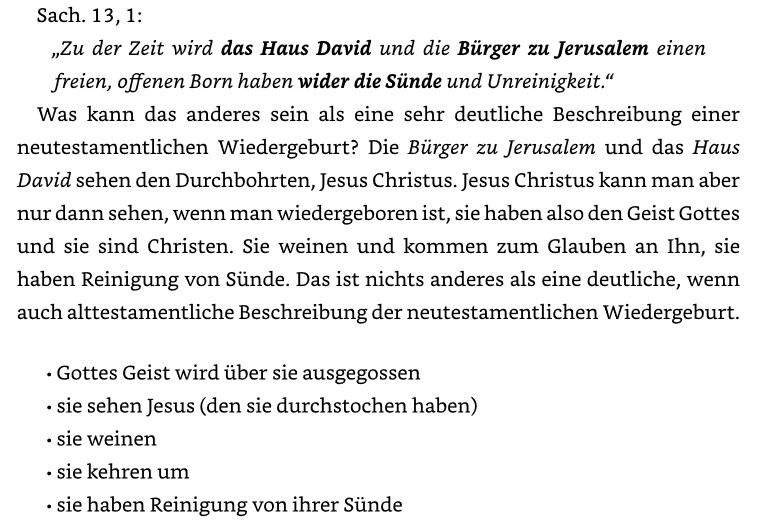 Sach. 13, 1:
„Zu der Zeit wird das Haus David und die Bürger zu Jerusalem einen
freien, offenen Born haben wider die Sünde und Unreinigkeit.“
Was kann das anderes sein als eine sehr deutliche Beschreibung einer
neutestamentlichen Wiedergeburt? Die Bürger zu Jerusalem und das Haus
David sehen den Durchbohrten, Jesus Christus. Jesus Christus kann man aber
nur dann sehen, wenn man wiedergeboren ist, sie haben also den Geist Gottes
und sie sind Christen. Sie weinen und kommen zum Glauben an Ihn, sie
haben Reinigung von Sünde. Das ist nichts anderes als eine deutliche, wenn
auch alttestamentliche Beschreibung der neutestamentlichen Wiedergeburt.
• Gottes Geist wird über sie ausgegossen
• sie sehen Jesus (den sie durchstochen haben)
• sie weinen
• sie kehren um
• sie haben Reinigung von ihrer Sünde